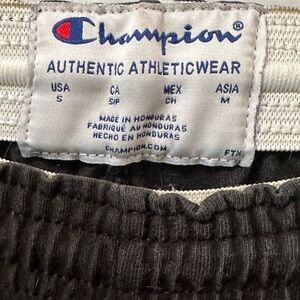 Champion®
AUTHENTIC ATHLETICWEAR
USA CA MEX ASIA
S S/P CH M
MADE IN HONDURAS
FABRIQUÉ AU HONDURAS
HECHO EN HONDURAS
CHAMPION.COM FTX